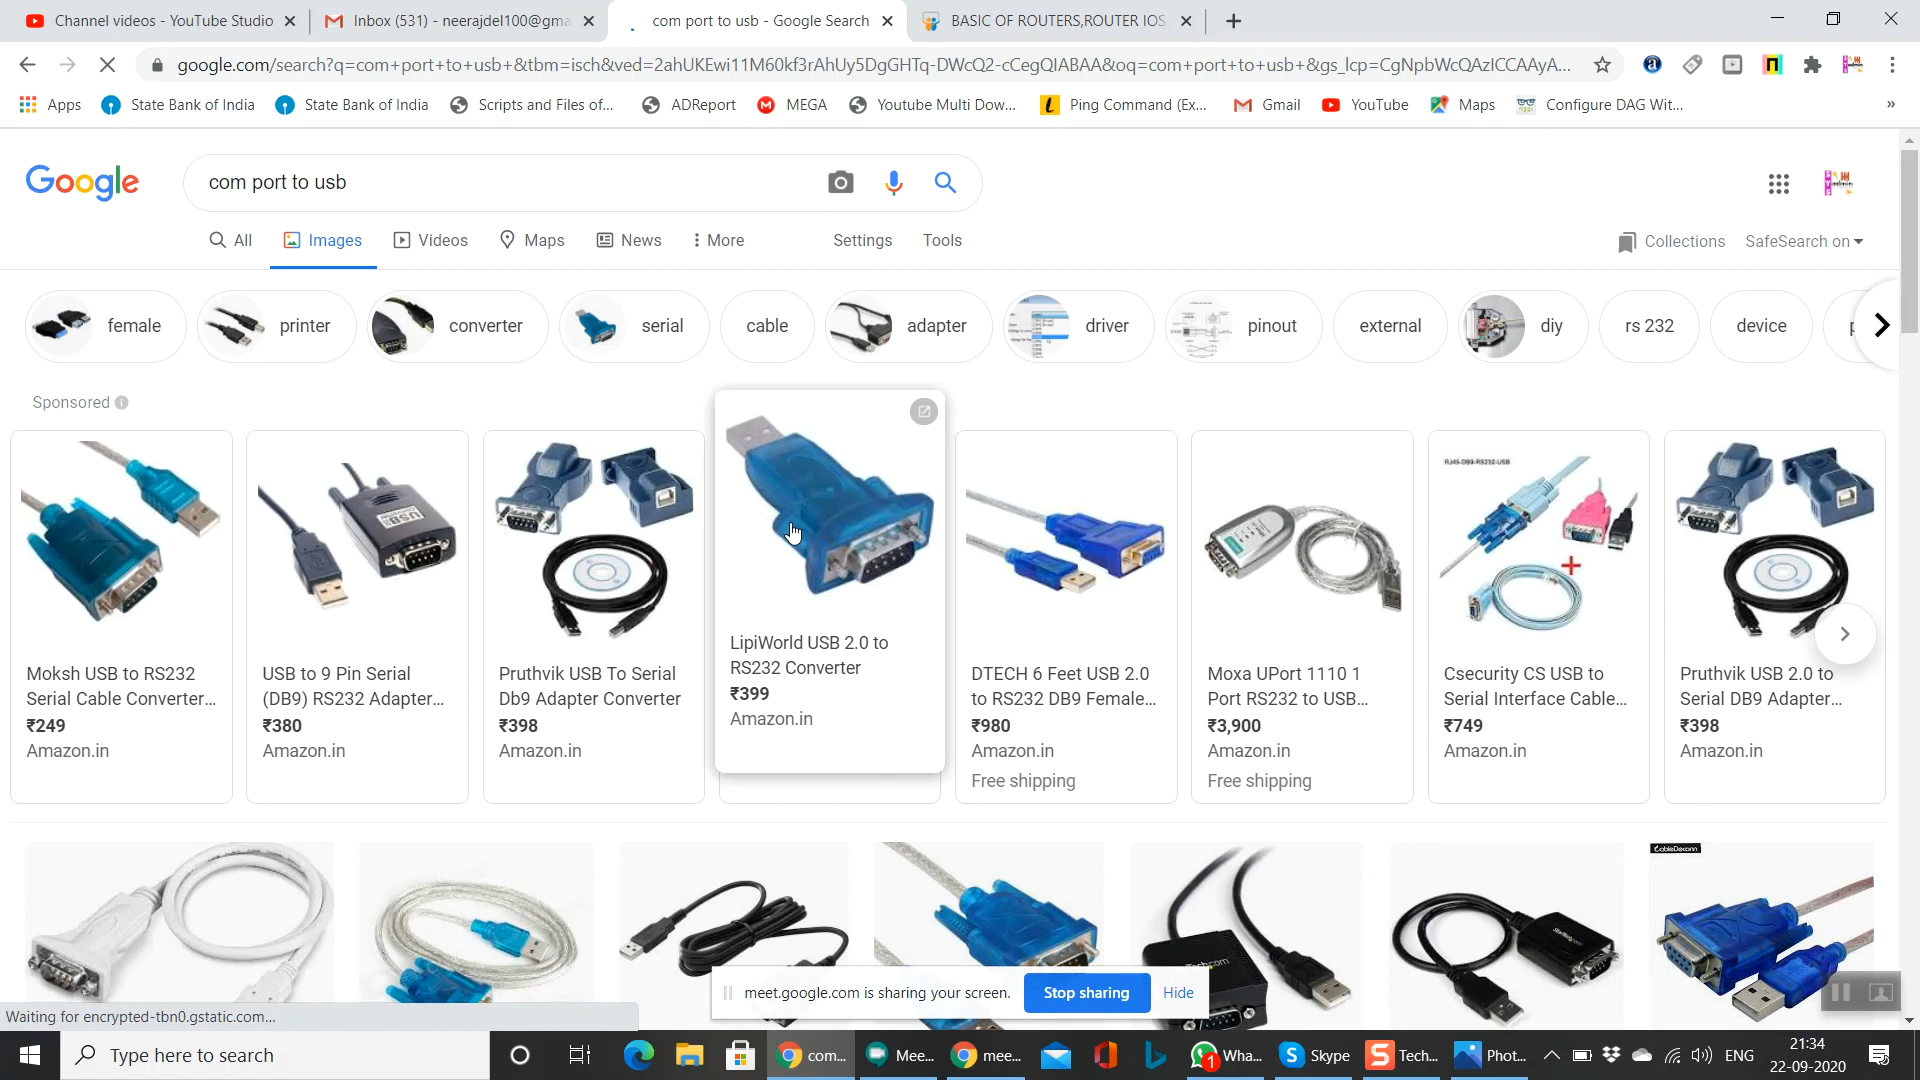 Channel videos - YouTube Studio
Inbox (531) - neerajdel100@gma
com port to usb - Google Search
BASIC OF ROUTERS,ROUTER IOS
google.com/search?q=com+port+to+usb+&tbm=isch&ved=2ahUKEwi11M60kf3rAhUy5DgGHTq-DWcQ2-cCegQIABAA&oq=com+port+to+usb+&gs_lcp=CgNpbWcQAzICCAAyA...
Apps
State Bank of India
State Bank of India
Scripts and Files of...
ADReport
MEGA
Youtube Multi Dow...
Ping Command (Ex...
Gmail
YouTube
Maps
Configure DAG Wit...
»
Google
com port to usb
All
Images
Videos
Maps
News
More
Settings
Tools
Collections
SafeSearch on
female
printer
converter
serial
cable
adapter
driver
pinout
external
diy
rs 232
device
Sponsored
RJ45-DB9-RS232-USB
Moksh USB to RS232
Serial Cable Converter...
₹249
Amazon.in
USB to 9 Pin Serial
(DB9) RS232 Adapter...
₹380
Amazon.in
Pruthvik USB To Serial
Db9 Adapter Converter
₹398
Amazon.in
LipiWorld USB 2.0 to
RS232 Converter
₹399
Amazon.in
DTECH 6 Feet USB 2.0
to RS232 DB9 Female...
₹980
Amazon.in
Free shipping
Moxa UPort 1110 1
Port RS232 to USB...
₹3,900
Amazon.in
Free shipping
Csecurity CS USB to
Serial Interface Cable...
₹749
Amazon.in
Pruthvik USB 2.0 to
Serial DB9 Adapter...
₹398
Amazon.in
CableDeconn
StarTech.com
meet.google.com is sharing your screen.
Stop sharing
Hide
Waiting for encrypted-tbn0.gstatic.com...
Type here to search
com...
Mee...
mee...
1
Wha...
Skype
Tech...
Phot...
ENG
21:34
22-09-2020